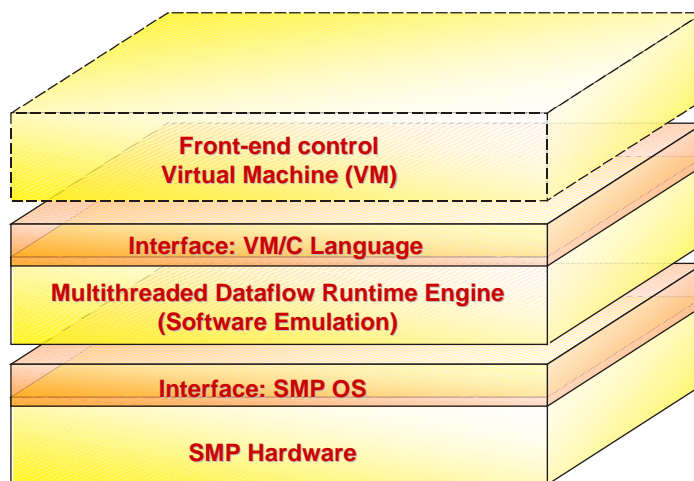 Front-end control
Virtual Machine (VM)
Interface: VM/C Language
Multithreaded Dataflow Runtime Engine
(Software Emulation)
Interface: SMP OS
SMP Hardware